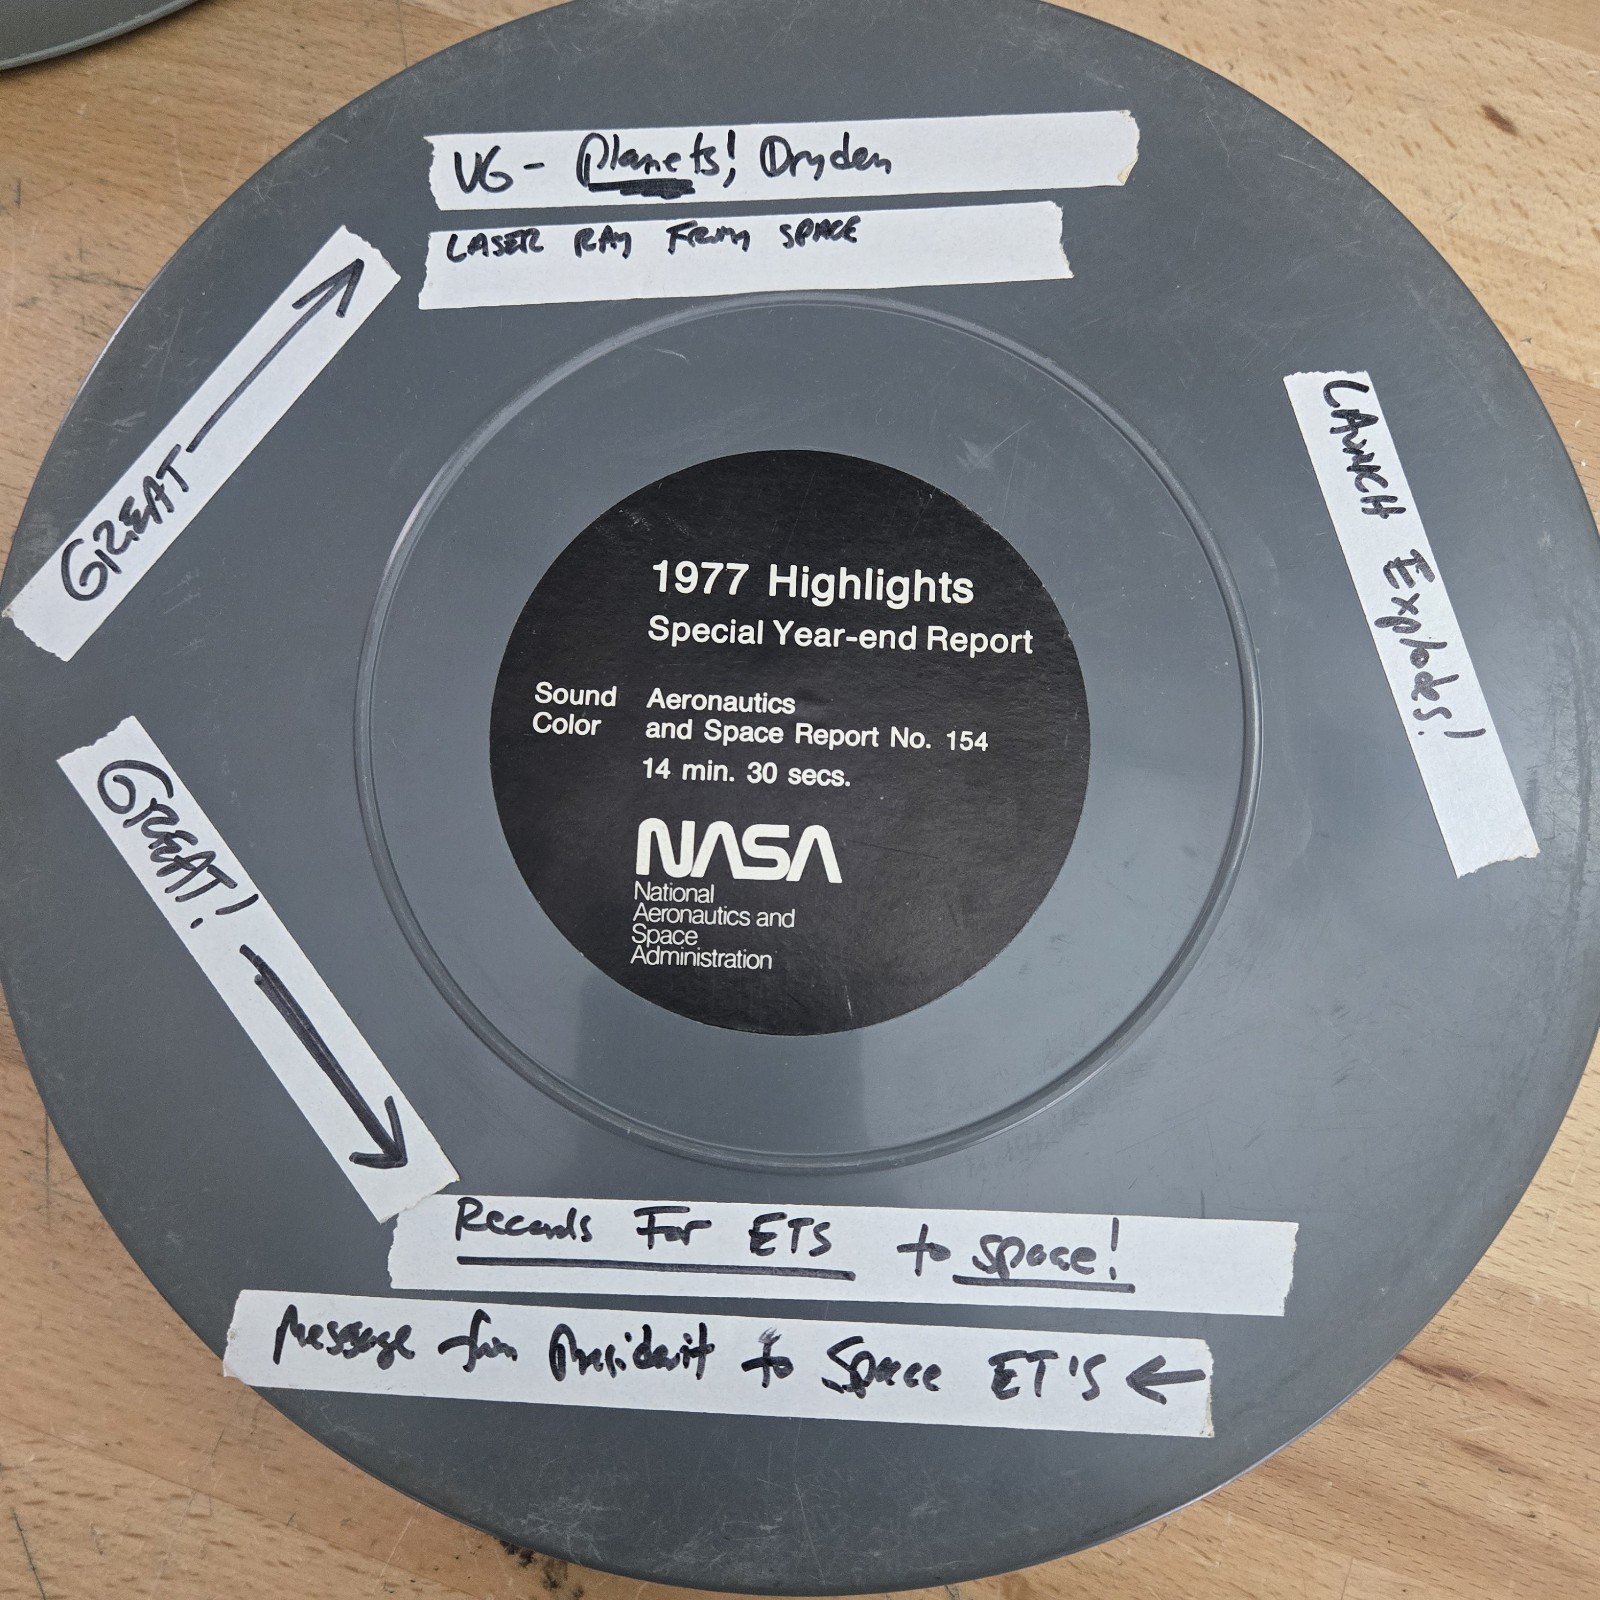 VG- Planets! Dryden
LASER RAY FROM SPACE
GREAT
LAUNCH Explodes!
1977 Highlights
Special Year-end Report
Sound Aeronautics
Color and Space Report No. 154
14 min. 30 secs.
NASA
National
Aeronautics and
Space
Administration
GREAT!
Records For ETS to space!
Message from President to Space ET'S